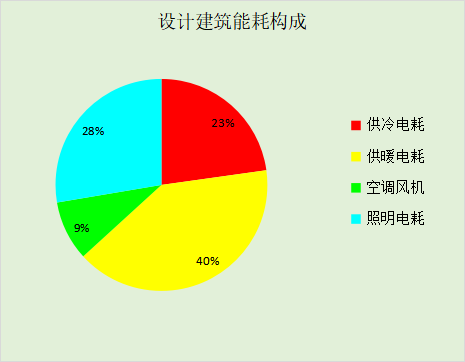 设计建筑能耗构成
23%
供冷电耗
28%
供暖电耗
空调风机
照明电耗
9%
40%